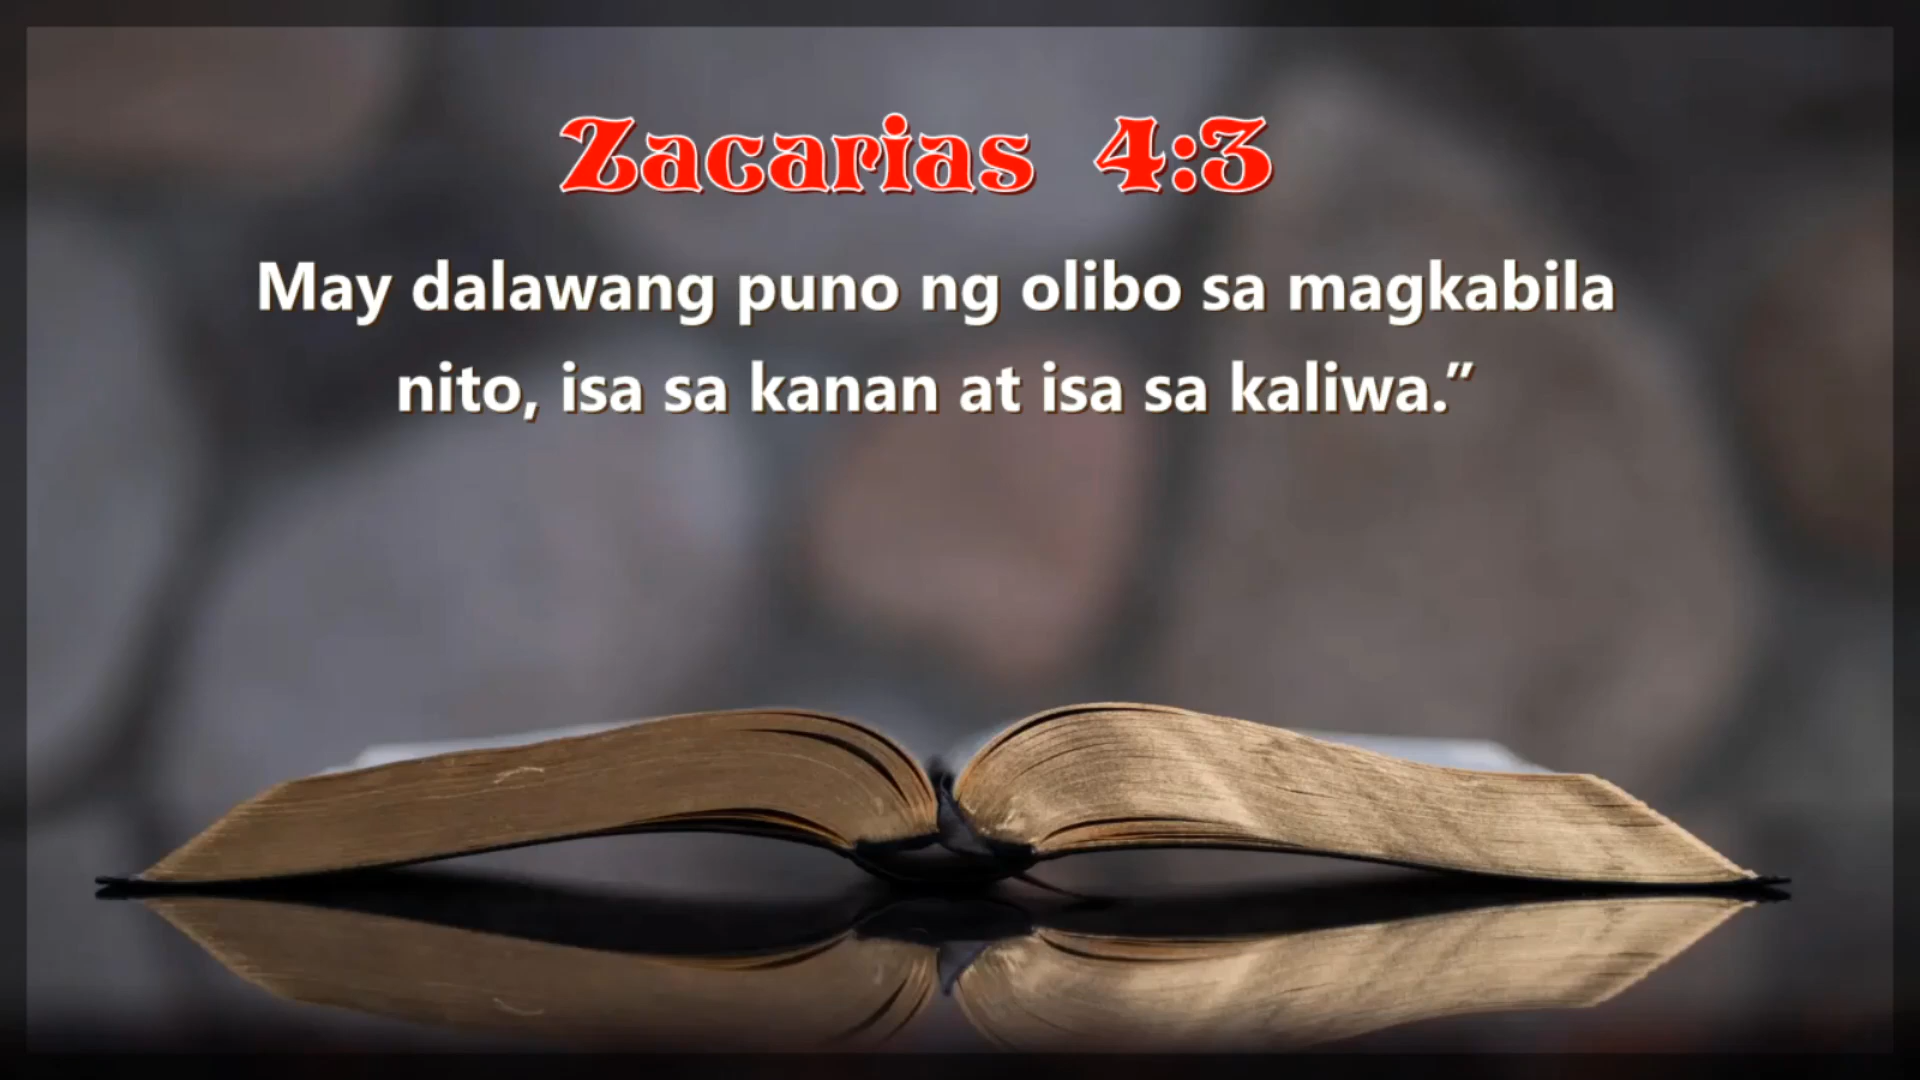 Zacarias 4:3
May dalawang puno ng olibo sa magkabila
nito, isa sa kanan at isa sa kaliwa.”